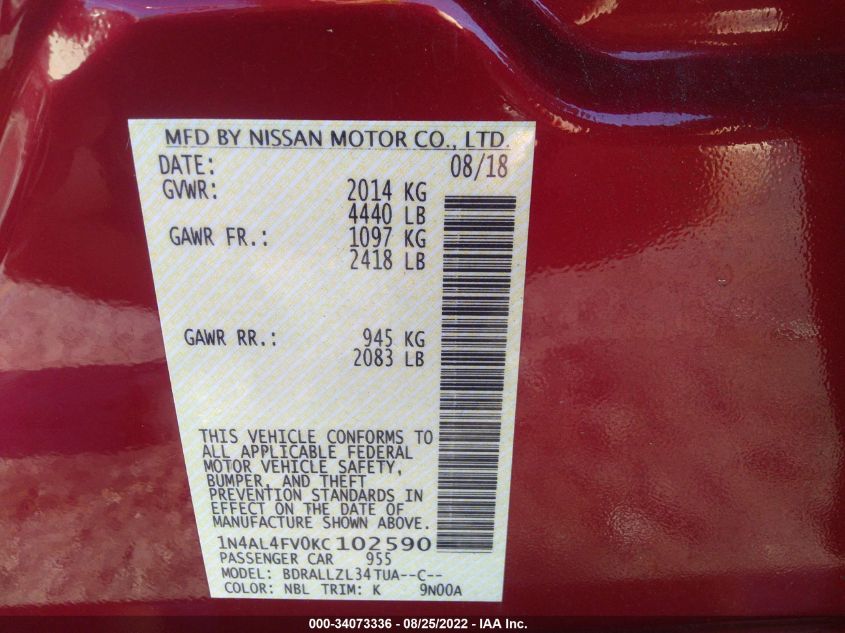 MFD BY NISSAN MOTOR CO., LTD.
DATE: 08/18
GVWR: 2014 KG
4440 LB
GAWR FR.: 1097 KG
2418 LB
GAWR RR.: 945 KG
2083 LB
THIS VEHICLE CONFORMS TO
ALL APPLICABLE FEDERAL
MOTOR VEHICLE SAFETY,
BUMPER, AND THEFT
PREVENTION STANDARDS IN
EFFECT ON THE DATE OF
MANUFACTURE SHOWN ABOVE.
1N4AL4FV0KC102590
PASSENGER CAR 955
MODEL: BDRALLZL34TUA--C--
COLOR: NBL TRIM: K 9N00A
000-34073336 - 08/25/2022 - IAA Inc.